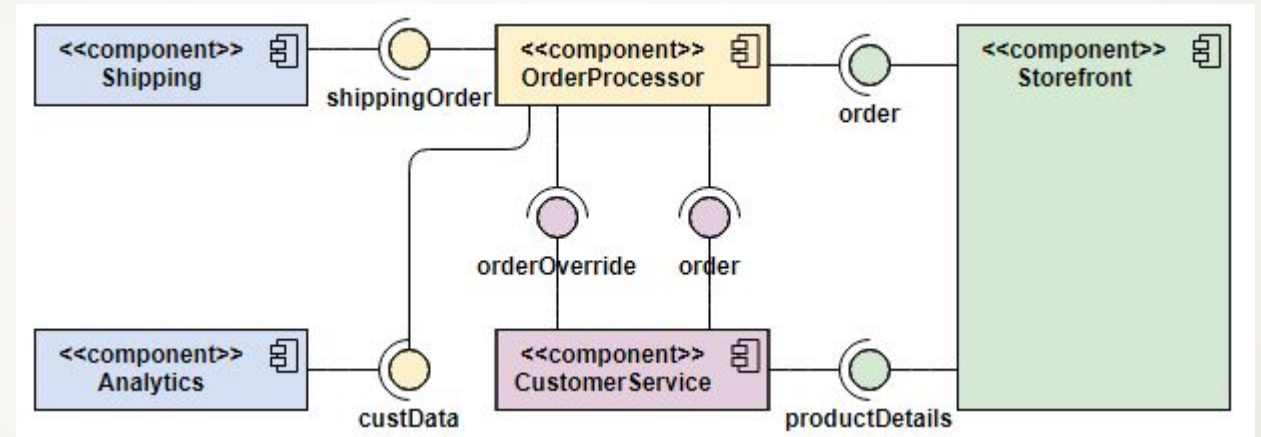 <<component>>
Shipping
shippingOrder
<<component>>
OrderProcessor
order
<<component>>
Storefront
orderOverride
order
<<component>>
Analytics
custData
<<component>>
CustomerService
productDetails